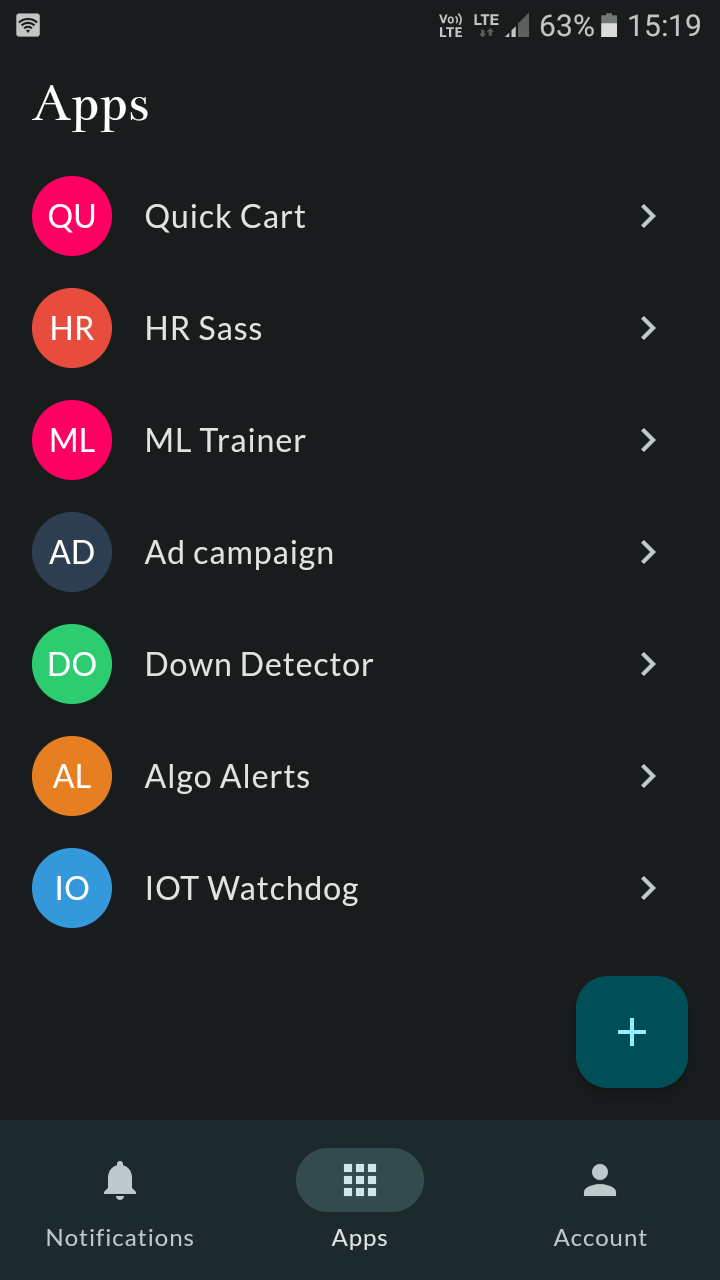 Vo))
LTE LTE 63% 15:19
Apps
QU Quick Cart
HR HR Sass
ML ML Trainer
AD Ad campaign
DO Down Detector
AL Algo Alerts
IO IOT Watchdog
+
Notifications Apps Account